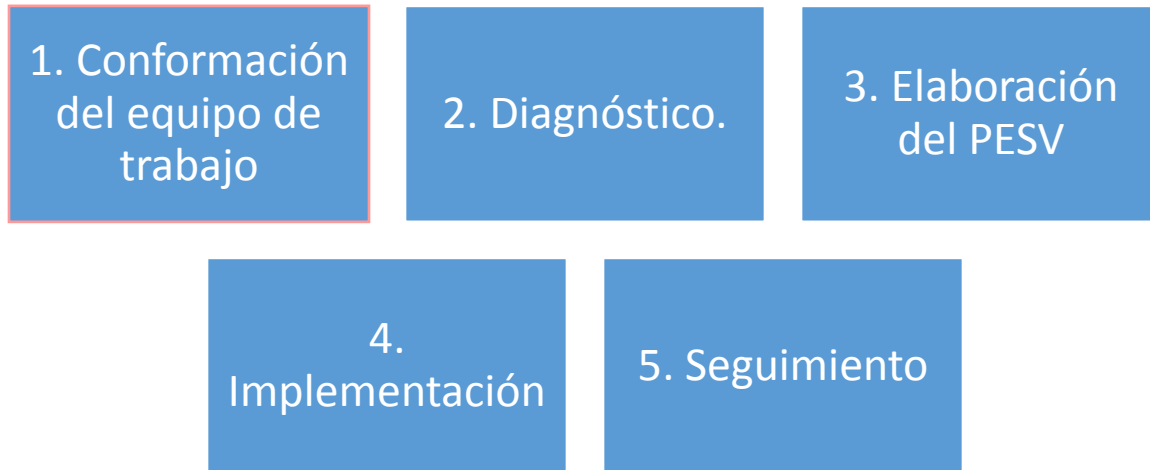 1. Conformación
del equipo de
trabajo
2. Diagnóstico.
3. Elaboración
del PESV
4.
Implementación
5. Seguimiento